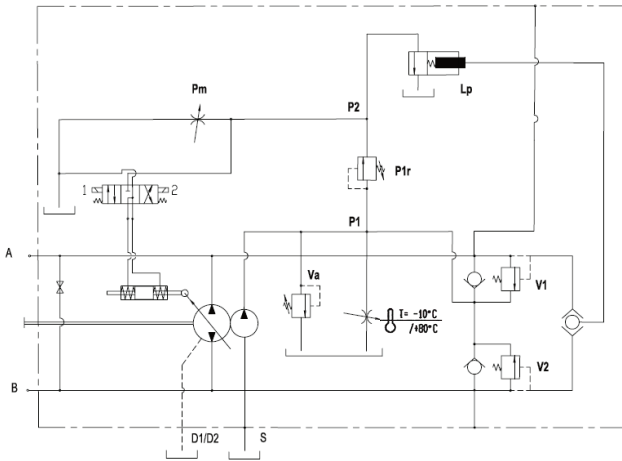 Pm
P2
Lp
P1r
1
2
P1
A
Va
V1
T= -10°C
/+80°C
V2
B
D1/D2
S